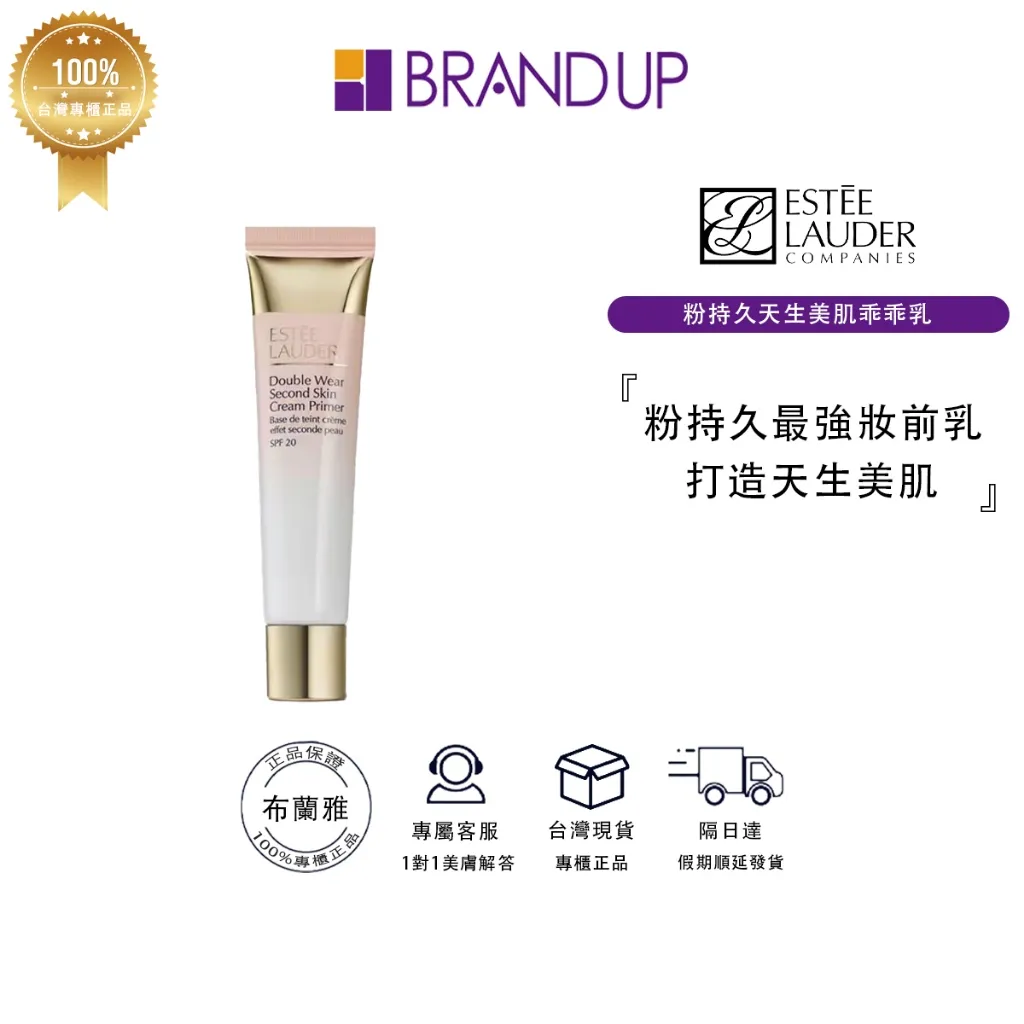 100%
台灣專櫃正品
BRANDUP
ESTĒE
LAUDER
COMPANIES
粉持久天生美肌乖乖乳
『粉持久最強妝前乳
打造天生美肌』
ESTĒE
LAUDER
Double Wear
Second Skin
Cream Primer
Base de teint crème
effet seconde peau
SPF 20
正品保證
布蘭雅
100%專櫃正品
專屬客服
1對1美膚解答
台灣現貨
專櫃正品
隔日達
假期順延發貨